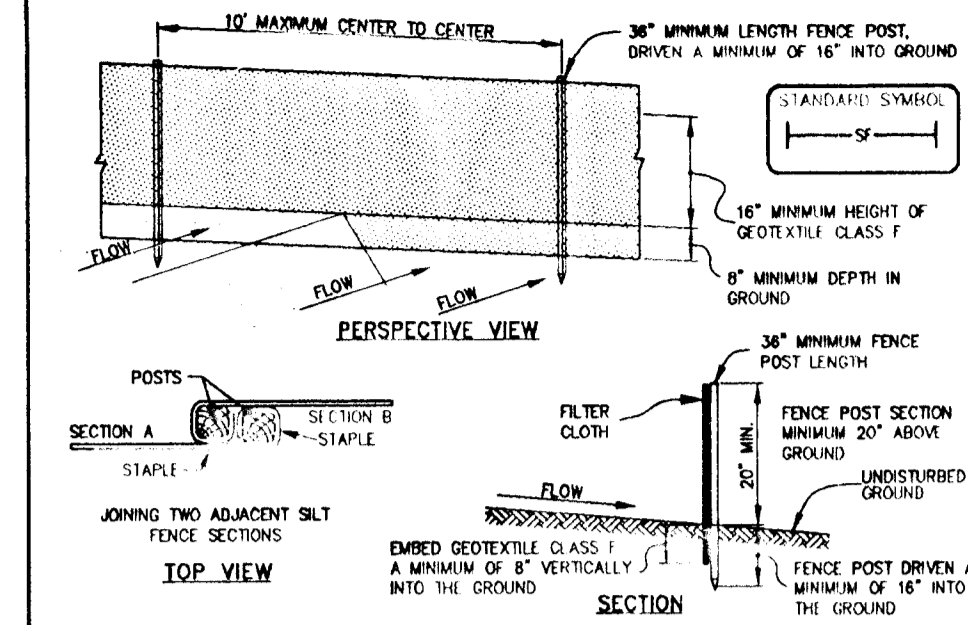 10' MAXIMUM CENTER TO CENTER
36" MINIMUM LENGTH FENCE POST,
DRIVEN A MINIMUM OF 16" INTO GROUND
STANDARD SYMBOL
SF
16" MINIMUM HEIGHT OF
GEOTEXTILE CLASS F
8" MINIMUM DEPTH IN
GROUND
FLOW
FLOW
FLOW
PERSPECTIVE VIEW
36" MINIMUM FENCE
POST LENGTH
POSTS
SECTION B
STAPLE
SECTION A
STAPLE
JOINING TWO ADJACENT SILT
FENCE SECTIONS
TOP VIEW
FILTER
CLOTH
20" MIN.
FENCE POST SECTION
MINIMUM 20" ABOVE
GROUND
UNDISTURBED
GROUND
FLOW
EMBED GEOTEXTILE CLASS F
A MINIMUM OF 8" VERTICALLY
INTO THE GROUND
FENCE POST DRIVEN A
MINIMUM OF 16" INTO
THE GROUND
SECTION